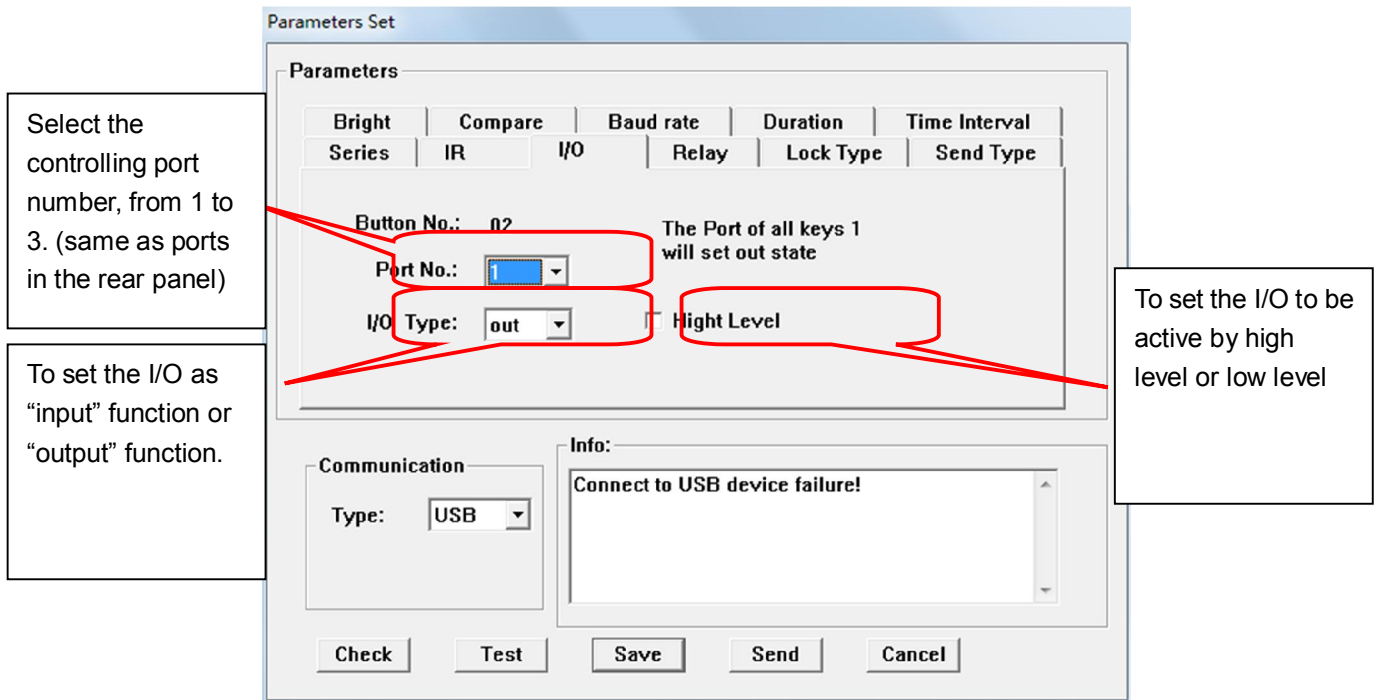 Parameters Set
Parameters
Bright Compare Baud rate Duration Time Interval
Series IR I/O Relay Lock Type Send Type
Button No.: 02
The Port of all keys 1
will set out state
Port No.: 1
I/O Type: out
Hight Level
Select the
controlling port
number, from 1 to
3. (same as ports
in the rear panel)
To set the I/O as
“input” function or
“output” function.
To set the I/O to be
active by high
level or low level
Communication
Type: USB
Info:
Connect to USB device failure!
Check Test Save Send Cancel